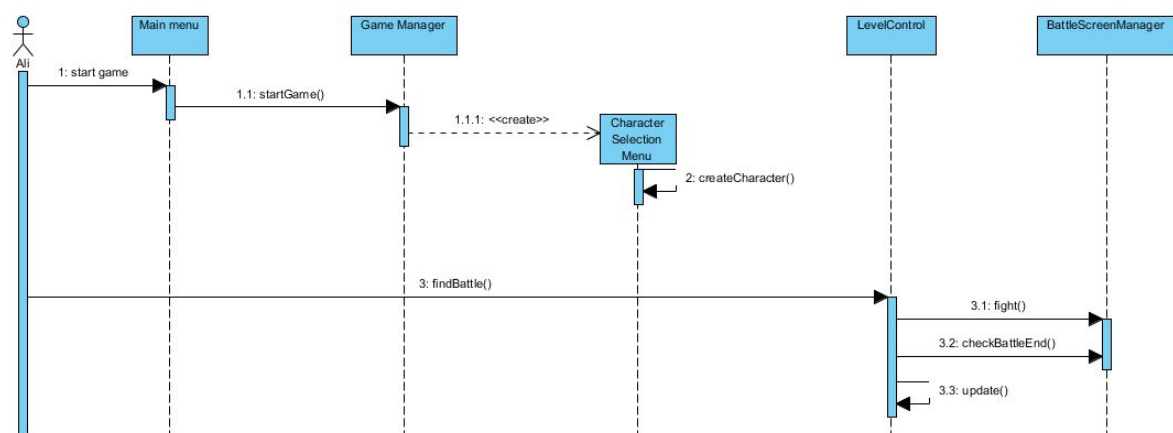 Main menu
Game Manager
LevelControl
BattleScreenManager
Ali
1: start game
1.1: startGame()
1.1.1: <<create>>
Character
Selection
Menu
2: createCharacter()
3: findBattle()
3.1: fight()
3.2: checkBattleEnd()
3.3: update()